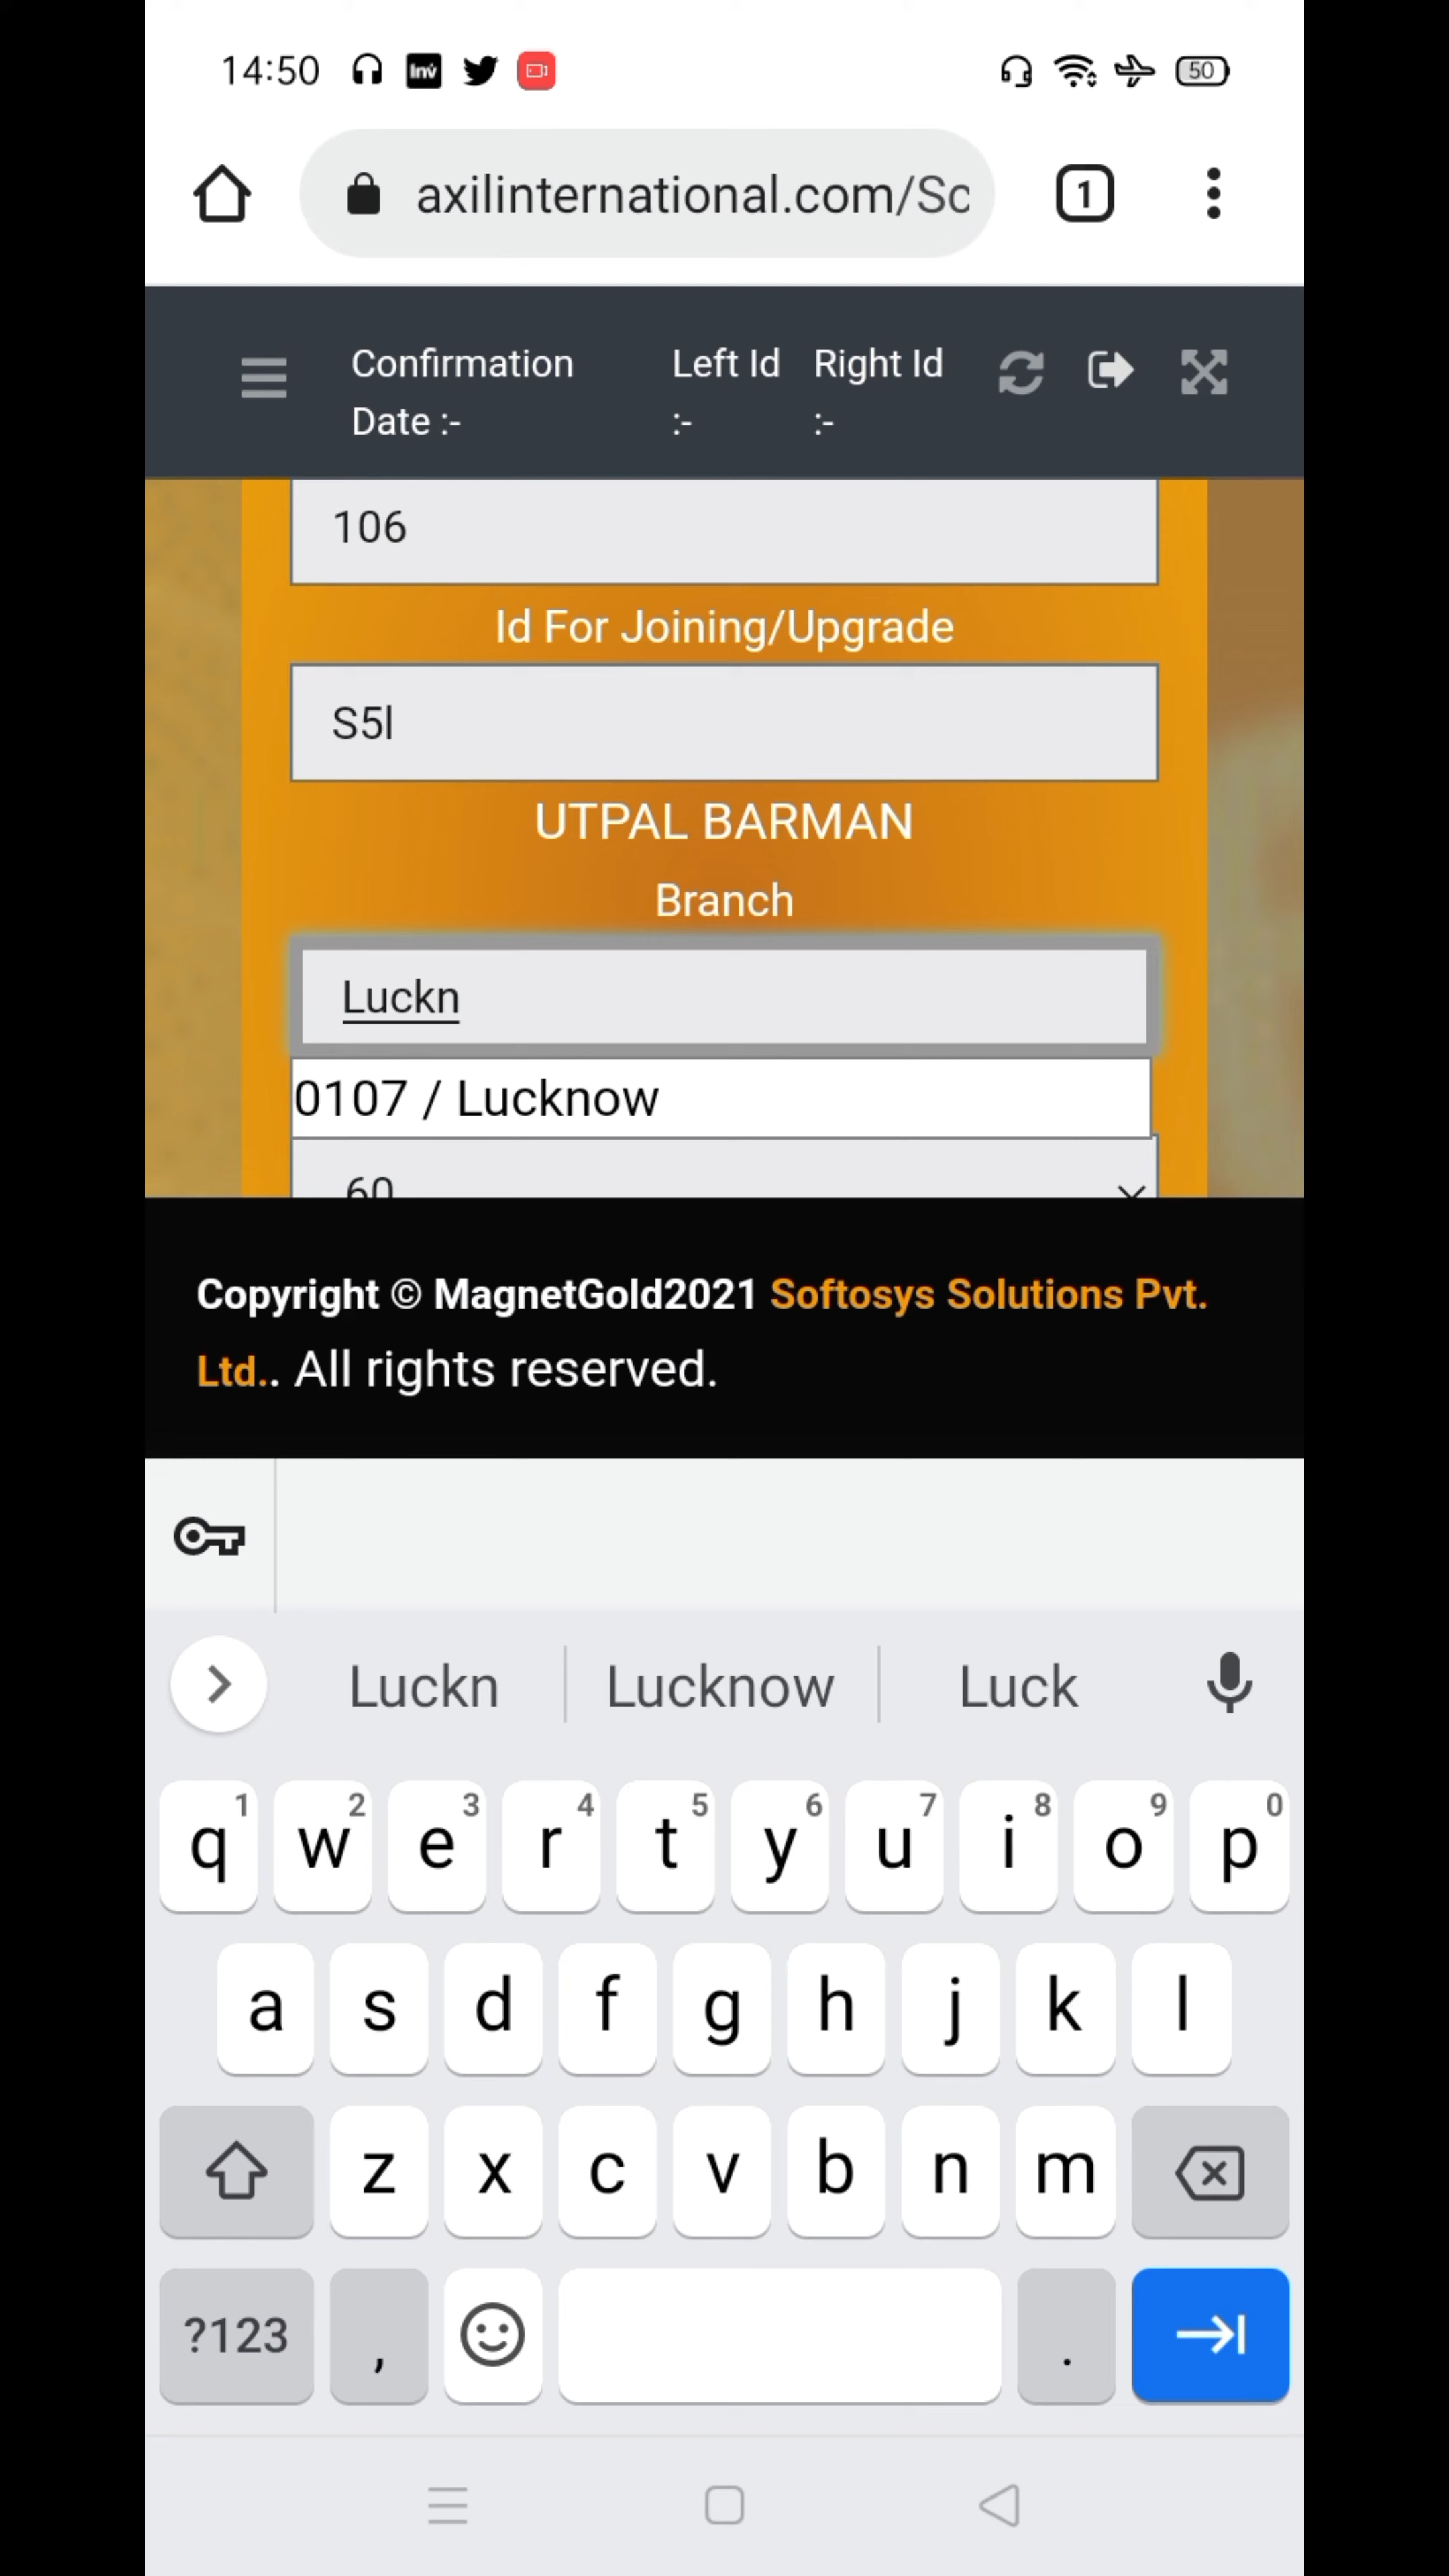 14:50 inv 50
axilinternational.com/Sc 1
Confirmation Left Id Right Id
Date :- :- :-
106
Id For Joining/Upgrade
S5l
UTPAL BARMAN
Branch
Luckn
0107 / Lucknow
60
Copyright © MagnetGold2021 Softosys Solutions Pvt.
Ltd.. All rights reserved.
Luckn Lucknow Luck
1 2 3 4 5 6 7 8 9 0
q w e r t y u i o p
a s d f g h j k l
z x c v b n m
?123 , .